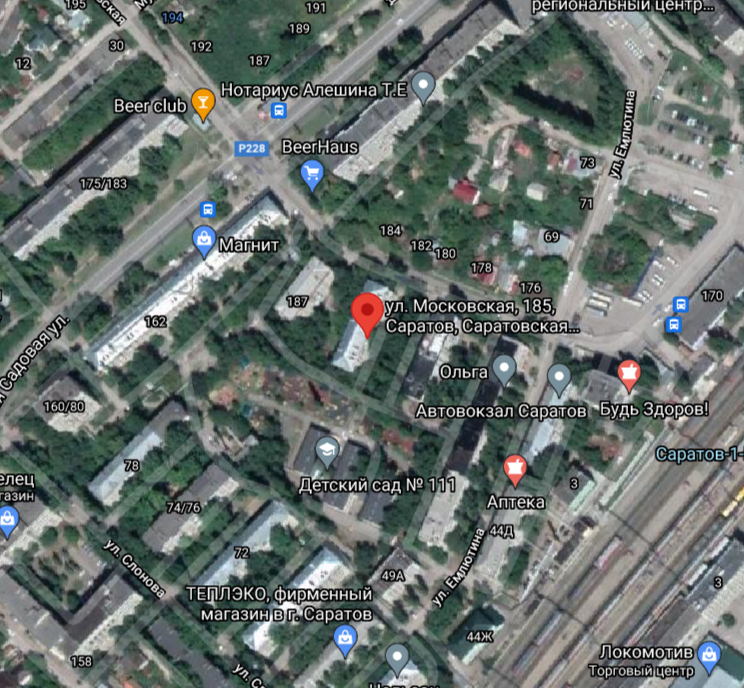 195
региональный центр...
191
194
189
30
192
12
187
Нотариус Алешина Т.Е
Beer club
P228
BeerHaus
ул. Емлютина
73
175/183
71
184
182
180
69
Магнит
178
176
187
ул. Московская, 185,
Саратов, Саратовская...
170
162
Садовая ул.
Ольга
160/80
Автовокзал Саратов
Будь Здоров!
Саратов-1-
78
Детский сад № 111
3
Аптека
магазин
74/76
44Д
72
ул. Слонова
49А
ул. Емлютина
3
ТЕПЛЭКО, фирменный
магазин в г. Саратов
44Ж
158
Локомотив
Торговый центр